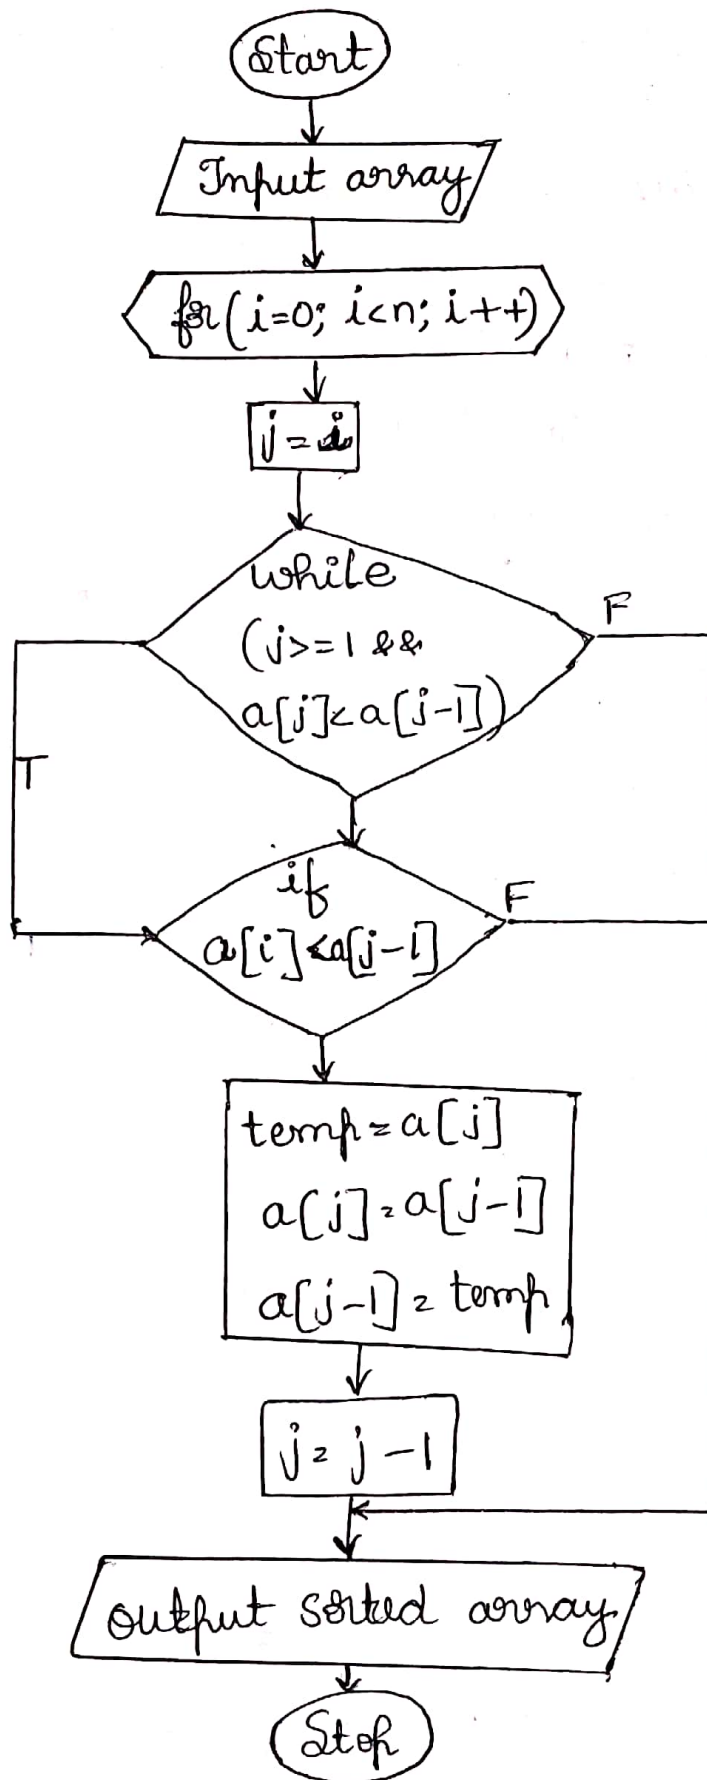 Start
Input array
for (i=0; i<n; i++)
j = i
while
(j>=1 &&
a[j]<a[j-1])
F
T
if
a[i]<a[j-1]
F
temp = a[j]
a[j] = a[j-1]
a[j-1] = temp
j = j-1
output sorted array
Stop